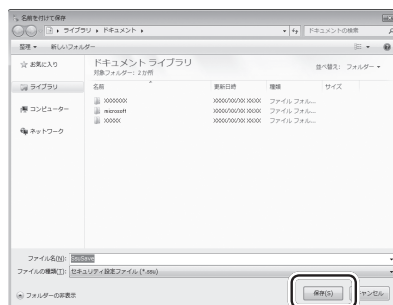 名前を付けて保存
ライブラリ ▸ ドキュメント ▸
ドキュメントの検索
整理 ▾ 新しいフォルダー
お気に入り
ライブラリ
コンピューター
ネットワーク
ドキュメント ライブラリ
対象フォルダー: 2か所
並べ替え: フォルダー ▾
名前 更新日時 種類 サイズ
XXXXXXX XXXX/XX/XX XX:XX ファイル フォル...
microsoft XXXX/XX/XX XX:XX ファイル フォル...
XXXXX XXXX/XX/XX XX:XX ファイル フォル...
ファイル名(N):
ファイルの種類(T): セキュリティ設定ファイル (*.ssu)
フォルダーの非表示
保存(S)
キャンセル